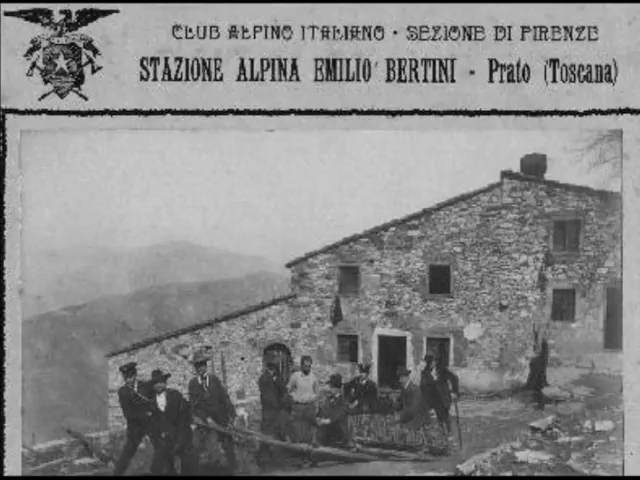 CLUB ALPINO ITALIANO · SEZIONE DI FIRENZE
STAZIONE ALPINA EMILIO BERTINI - Prato (Toscana)